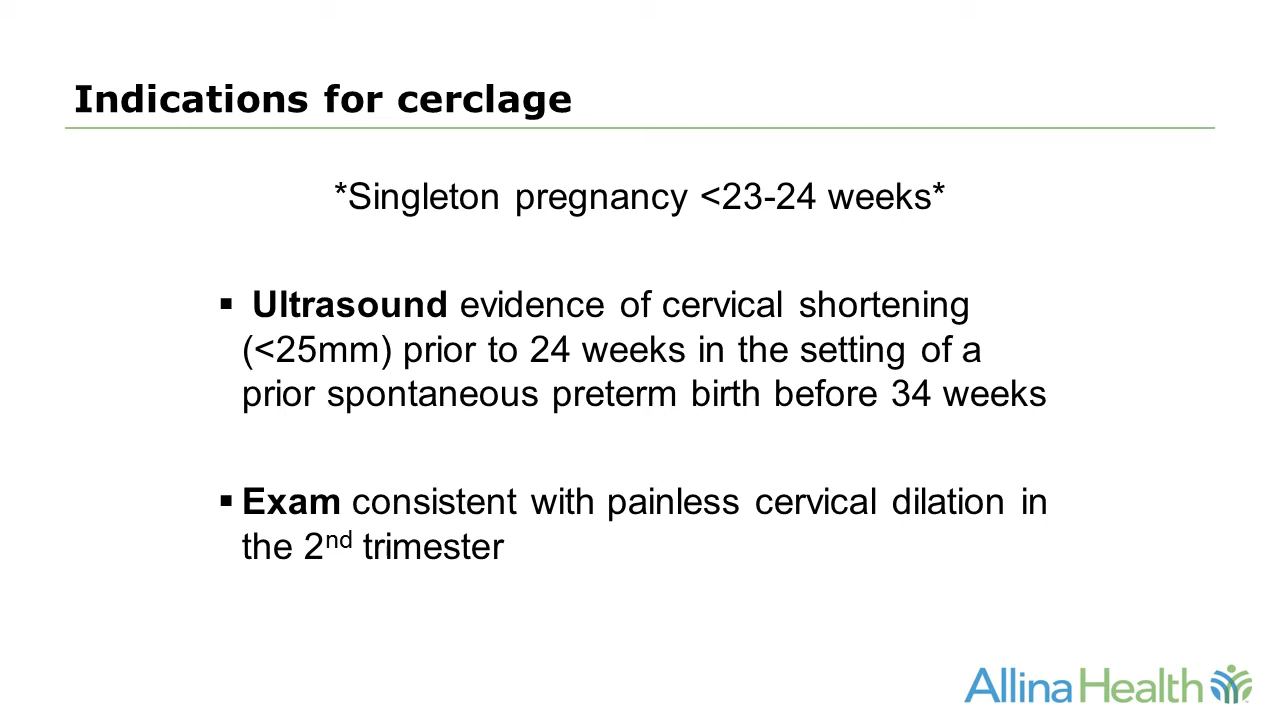 Indications for cerclage
*Singleton pregnancy <23-24 weeks*
▪ Ultrasound evidence of cervical shortening
(<25mm) prior to 24 weeks in the setting of a
prior spontaneous preterm birth before 34 weeks
▪ Exam consistent with painless cervical dilation in
the 2nd trimester
Allina Health